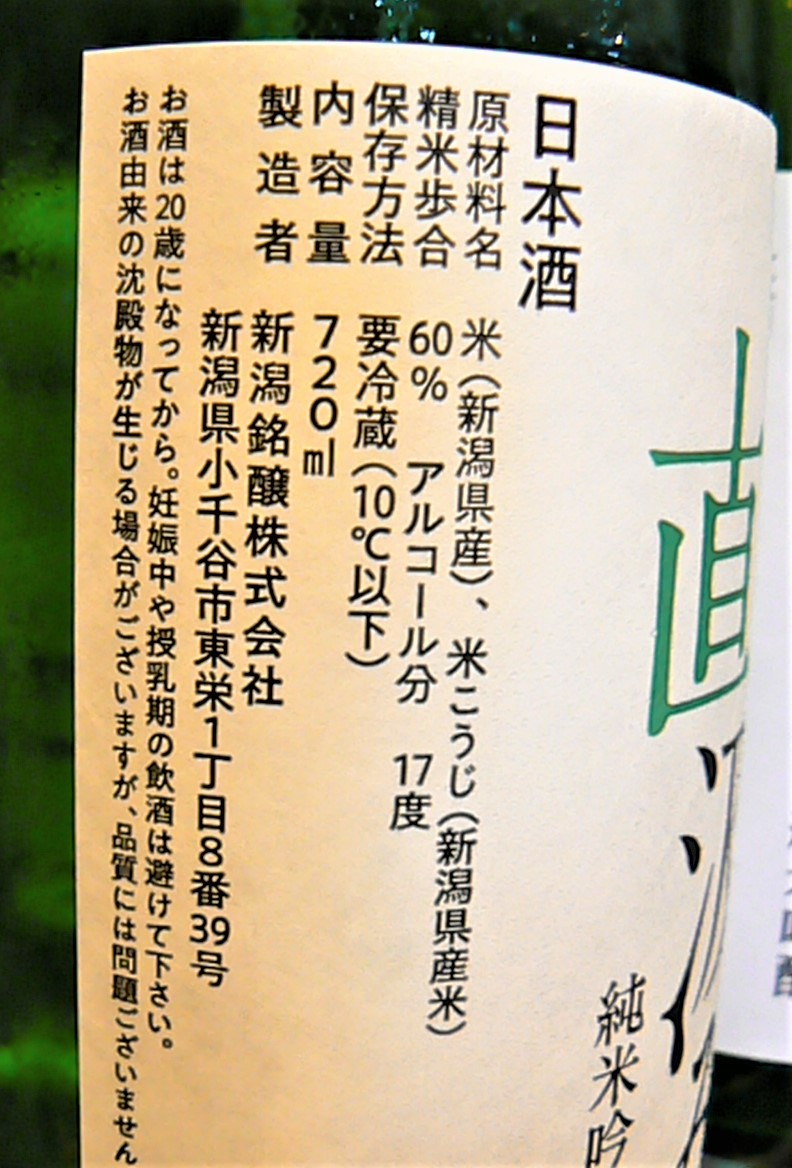 直
純米吟
日本酒
原材料名 米(新潟県産)、米こうじ(新潟県産米)
精米歩合 60% アルコール分 17度
保存方法 要冷蔵(10℃以下)
内容量 720ml
製造者 新潟銘醸株式会社
新潟県小千谷市東栄1丁目8番39号
お酒は20歳になってから。妊娠中や授乳期の飲酒は避けて下さい。
お酒由来の沈殿物が生じる場合がございますが、品質には問題ございません